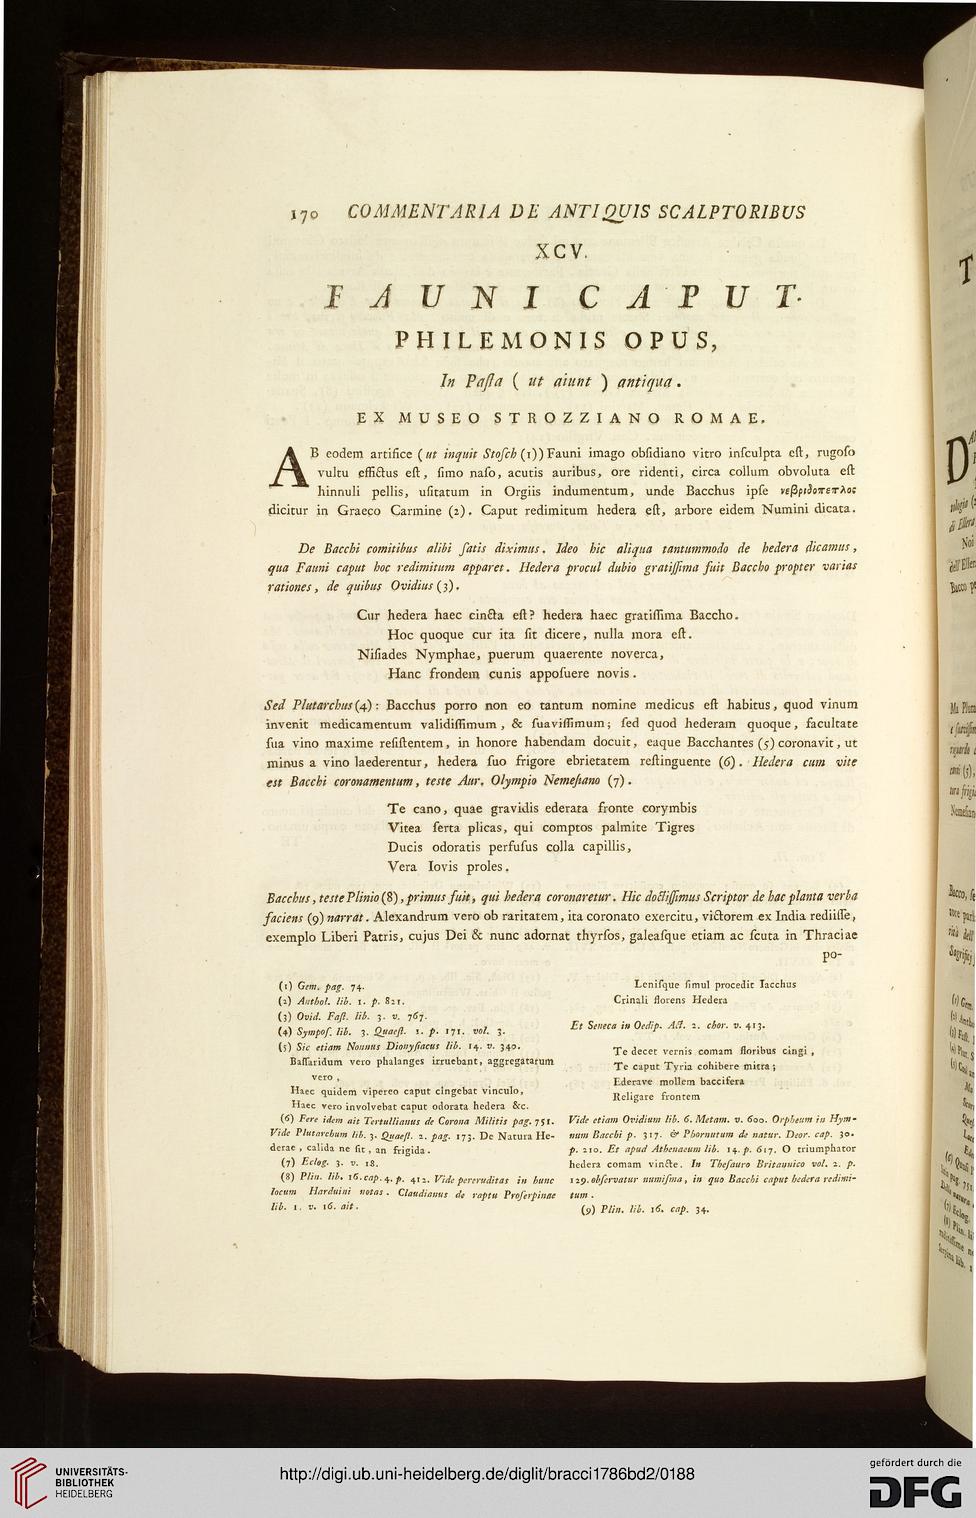 170 COMMENTARIA DE ANTIQUIS SCALPTORIBUS
XCV.
FAUNI CAPUT.
PHILEMONIS OPUS,
In Paſta ( ut aiunt ) antiqua.
EX MUSEO STROZZIANO ROMAE.
AB eodem artifice (ut inquit Stoſch (1)) Fauni imago obſidiano vitro inſculpta eſt, rugoſo
vultu effictus eſt, ſimo naſo, acutis auribus, ore ridenti, circa collum obvoluta eſt
hinnuli pellis, uſitatum in Orgiis indumentum, unde Bacchus ipſe νεβριδοπεπλος
dicitur in Graeco Carmine (2). Caput redimitum hedera eſt, arbore eidem Numini dicata.
De Bacchi comitibus alibi ſatis diximus. Ideo hic aliqua tantummodo de hedera dicamus,
qua Fauni caput hoc redimitum apparet. Hedera procul dubio gratiſſima fuit Baccho propter varias
rationes, de quibus Ovidius (3).
Cur hedera haec cincta eſt? hedera haec gratiſſima Baccho.
Hoc quoque cur ita ſit dicere, nulla mora eſt.
Niſiades Nymphae, puerum quaerente noverca,
Hanc frondem cunis appoſuere novis.
Sed Plutarchus (4): Bacchus porro non eo tantum nomine medicus eſt habitus, quod vinum
invenit medicamentum validiſſimum, & ſuaviſſimum; ſed quod hederam quoque, facultate
ſua vino maxime reſiſtentem, in honore habendam docuit, eaque Bacchantes (5) coronavit, ut
minus a vino laederentur, hedera ſuo frigore ebrietatem reſtinguente (6). Hedera cum vite
est Bacchi coronamentum, teste Aur. Olympio Nemeſiano (7).
Te cano, quae gravidis ederata fronte corymbis
Vitea ſerta plicas, qui comptos palmite Tigres
Ducis odoratis perfuſus colla capillis,
Vera Iovis proles.
Bacchus, teste Plinio (8), primus fuit, qui hedera coronaretur. Hic doctiſſimus Scriptor de hac planta verba
faciens (9) narrat. Alexandrum vero ob raritatem, ita coronato exercitu, victorem ex India rediiſſe,
exemplo Liberi Patris, cujus Dei & nunc adornat thyrſos, galeaſque etiam ac ſcuta in Thraciae
po-
(1) Gem. pag. 74.
(2) Anthol. lib. 1. p. 821.
(3) Ovid. Faſt. lib. 3. v. 767.
(4) Sympoſ. lib. 3. Quaeſt. 1. p. 171. vol. 3.
(5) Sic etiam Nonnus Dionyſiacus lib. 14. v. 340.
Baſſaridum vero phalanges irruebant, aggregatarum
vero,
Haec quidem vipereo caput cingebat vinculo,
Haec vero involvebat caput odorata hedera &c.
(6) Fere idem ait Tertullianus de Corona Militis pag. 751.
Vide Plutarchum lib. 3. Quaeſt. 2. pag. 173. De Natura He-
derae, calida ne ſit, an frigida.
(7) Eclog. 3. v. 18.
(8) Plin. lib. 16. cap. 4. p. 412. Vide pereruditas in hunc
locum Harduini notas. Claudianus de raptu Proſerpinae
lib. 1. v. 16. ait.
Leniſque ſimul procedit Iacchus
Crinali florens Hedera
Et Seneca in Oedip. Act. 2. chor. v. 413.
Te decet vernis comam floribus cingi,
Te caput Tyria cohibere mitra;
Ederave mollem baccifera
Religare frontem
Vide etiam Ovidium lib. 6. Metam. v. 600. Orpheum in Hym-
num Bacchi p. 317. & Phornutum de natur. Deor. cap. 30.
p. 210. Et apud Athenaeum lib. 14. p. 617. O triumphator
hedera comam vincte. In Theſauro Britannico vol. 2. p.
129. obſervatur numiſma, in quo Bacchi caput hedera redimi-
tum.
(9) Plin. lib. 16. cap. 34.
UNIVERSITÄTS-
BIBLIOTHEK
HEIDELBERG
http://digi.ub.uni-heidelberg.de/diglit/bracci1786bd2/0188
gefördert durch die
DFG